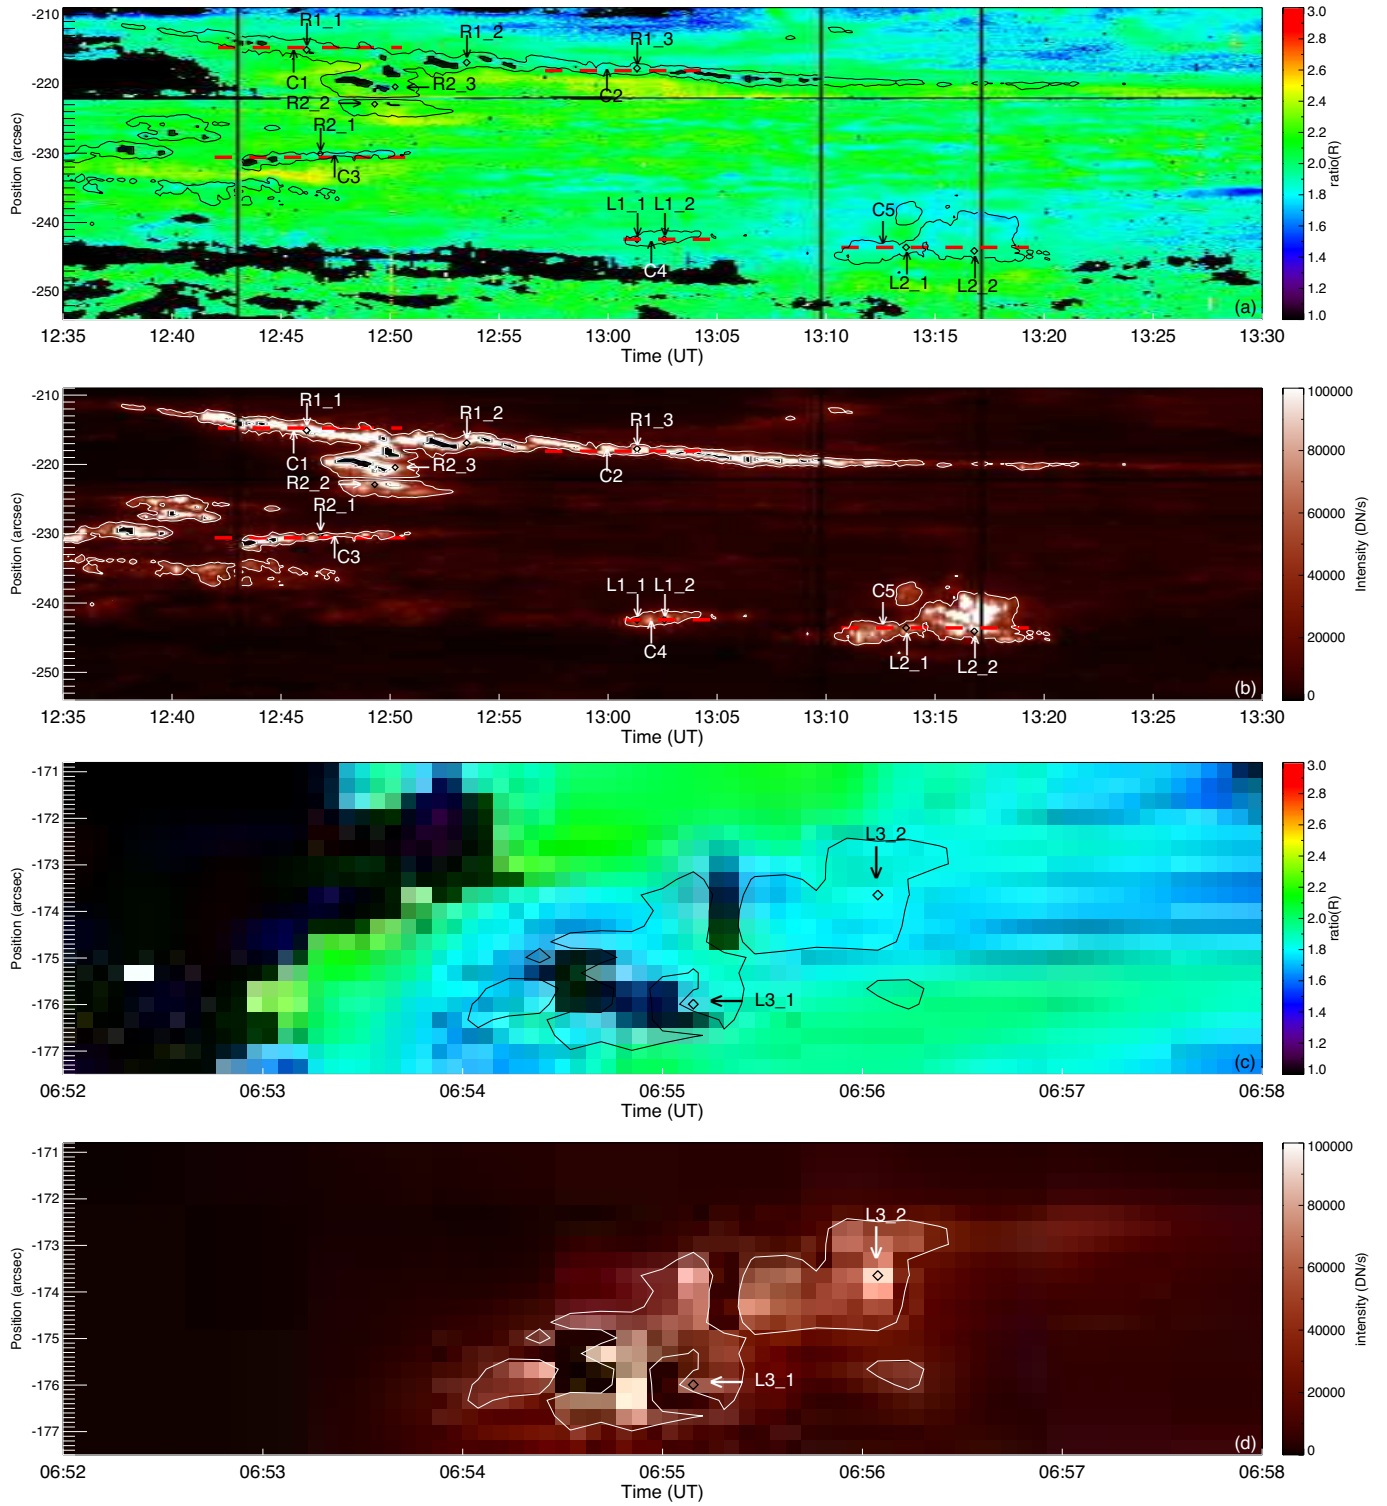 -210
-220
-230
-240
-250
Position (arcsec)
R1_1
R1_2
R1_3
C1
R2_3
C2
R2_2
R2_1
C3
L1_1
L1_2
C4
C5
L2_1
L2_2
(a)
12:35
12:40
12:45
12:50
12:55
13:00
13:05
13:10
13:15
13:20
13:25
13:30
Time (UT)
3.0
2.8
2.6
2.4
2.2
2.0
1.8
1.6
1.4
1.2
1.0
ratio(R)
-210
-220
-230
-240
-250
Position (arcsec)
R1_1
R1_2
R1_3
C1
R2_3
C2
R2_2
R2_1
C3
L1_1
L1_2
C4
C5
L2_1
L2_2
(b)
12:35
12:40
12:45
12:50
12:55
13:00
13:05
13:10
13:15
13:20
13:25
13:30
Time (UT)
100000
80000
60000
40000
20000
0
Intensity (DN/s)
-171
-172
-173
-174
-175
-176
-177
Position (arcsec)
L3_2
L3_1
(c)
06:52
06:53
06:54
06:55
06:56
06:57
06:58
Time (UT)
3.0
2.8
2.6
2.4
2.2
2.0
1.8
1.6
1.4
1.2
1.0
ratio(R)
-171
-172
-173
-174
-175
-176
-177
Position (arcsec)
L3_2
L3_1
(d)
06:52
06:53
06:54
06:55
06:56
06:57
06:58
Time (UT)
100000
80000
60000
40000
20000
0
intensity (DN/s)